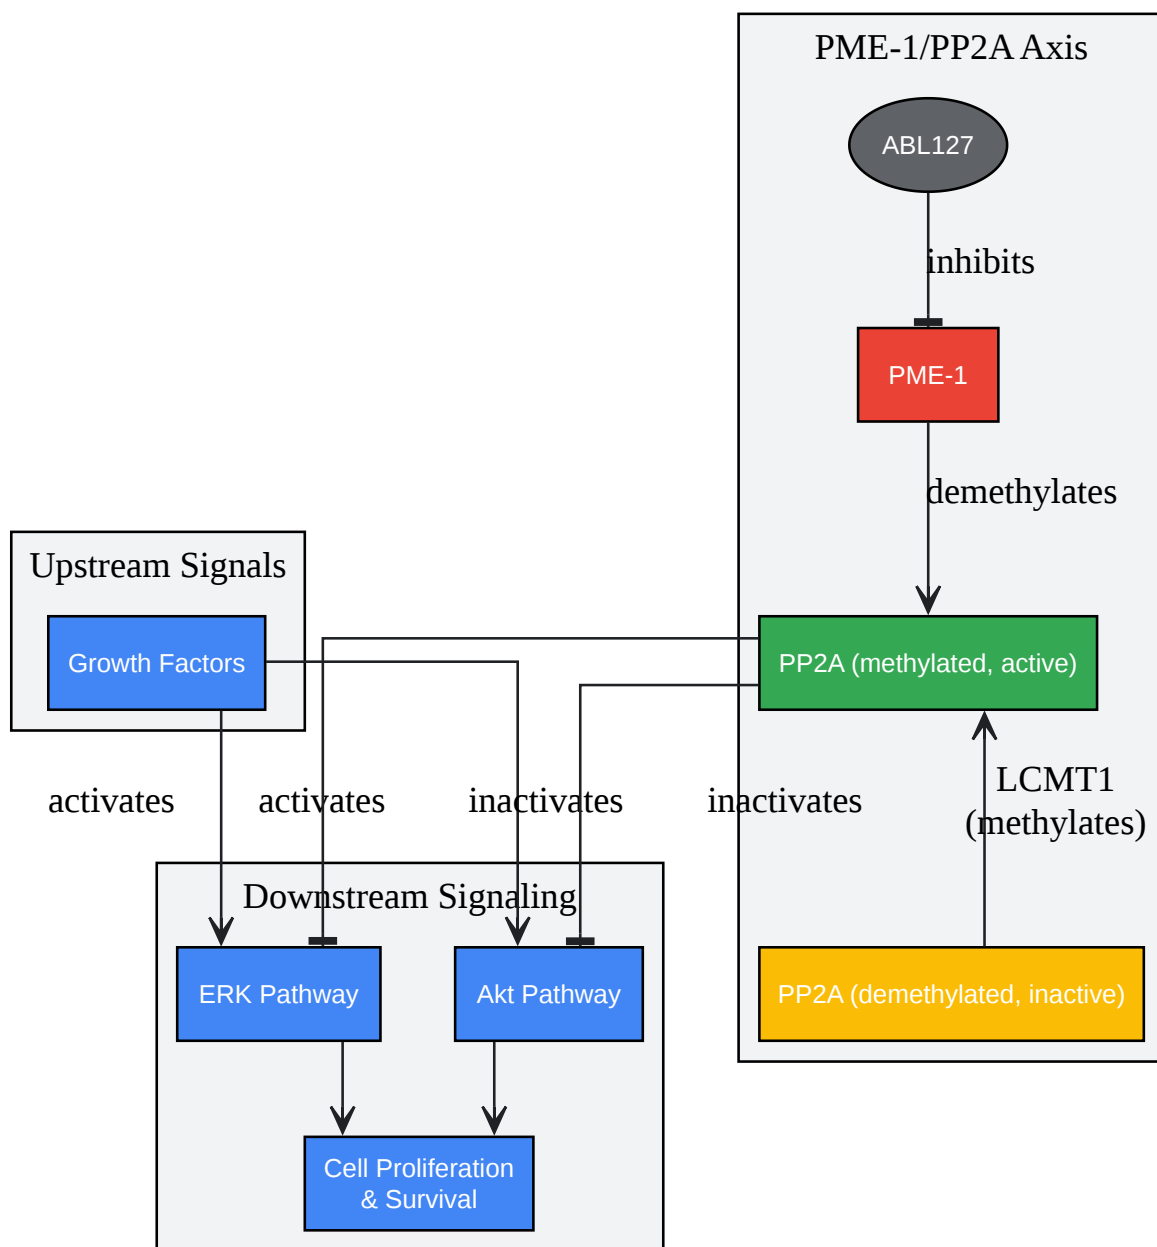 PME-1/PP2A Axis
ABL127
inhibits
PME-1
demethylates
Upstream Signals
Growth Factors
PP2A (methylated, active)
activates
activates
inactivates
inactivates
LCMT1
(methylates)
Downstream Signaling
ERK Pathway
Akt Pathway
PP2A (demethylated, inactive)
Cell Proliferation
& Survival